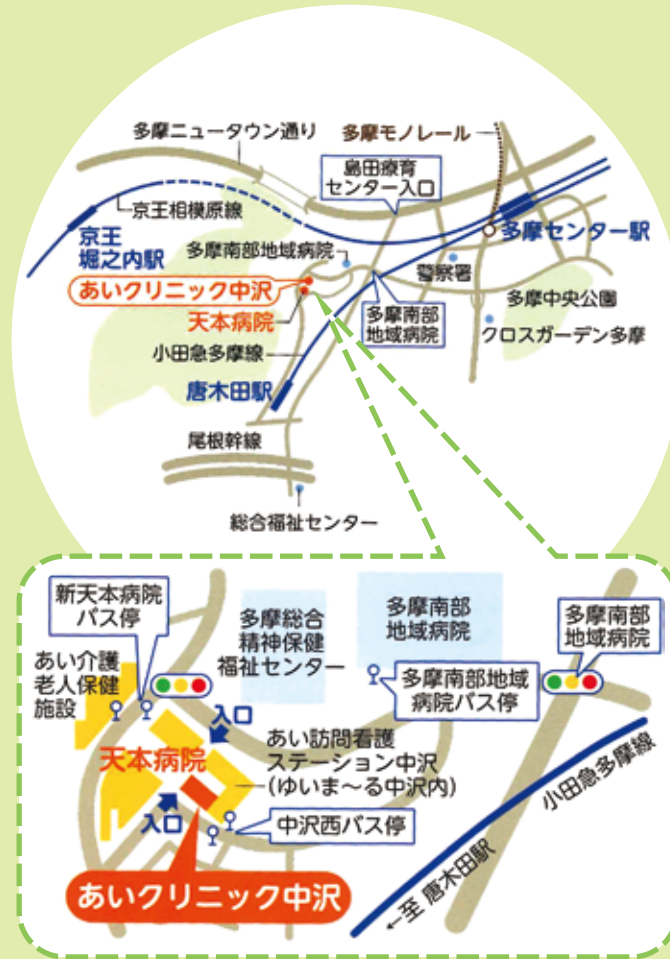 多摩ニュータウン通り
多摩モノレール
島田療育
センター入口
京王相模原線
京王
堀之内駅
多摩南部地域病院
多摩センター駅
警察署
あいクリニック中沢
天本病院
多摩南部
地域病院
多摩中央公園
クロスガーデン多摩
小田急多摩線
唐木田駅
尾根幹線
総合福祉センター
新天本病院
バス停
多摩総合
精神保健
福祉センター
多摩南部
地域病院
多摩南部
地域病院
あい介護
老人保健
施設
多摩南部地域
病院バス停
入口
天本病院
あい訪問看護
ステーション中沢
(ゆいま～る中沢内)
小田急多摩線
入口
中沢西バス停
あいクリニック中沢
←至 唐木田駅